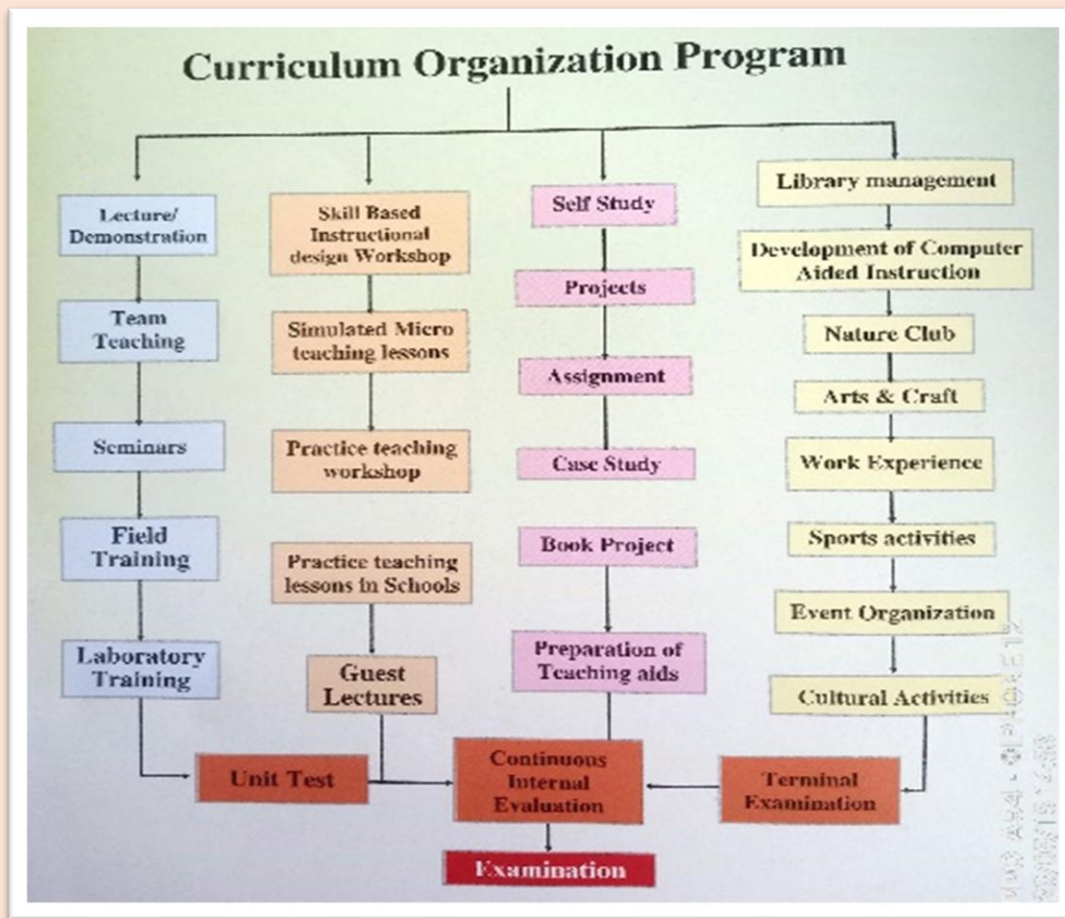 Curriculum Organization Program
Lecture/
Demonstration
Team
Teaching
Seminars
Field
Training
Laboratory
Training
Skill Based
Instructional
design Workshop
Simulated Micro
teaching lessons
Practice teaching
workshop
Practice teaching
lessons in Schools
Guest
Lectures
Self Study
Projects
Assignment
Case Study
Book Project
Preparation of
Teaching aids
Library management
Development of Computer
Aided Instruction
Nature Club
Arts & Craft
Work Experience
Sports activities
Event Organization
Cultural Activities
Unit Test
Continuous
Internal
Evaluation
Terminal
Examination
Examination